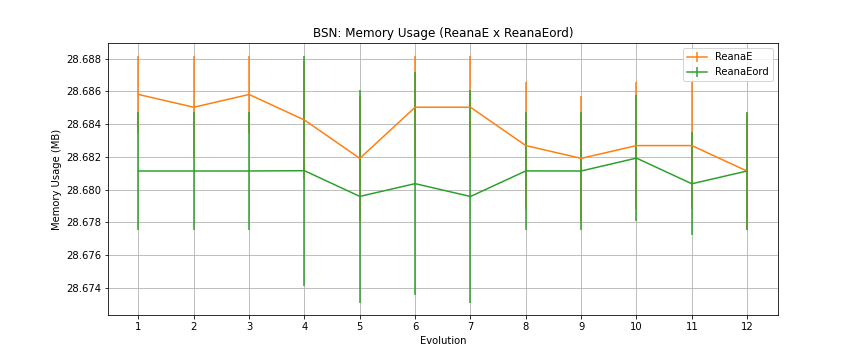 BSN: Memory Usage (ReanaE x ReanaEord)
ReanaE
ReanaEord
Memory Usage (MB)
28.688
28.686
28.684
28.682
28.680
28.678
28.676
28.674
1 2 3 4 5 6 7 8 9 10 11 12
Evolution